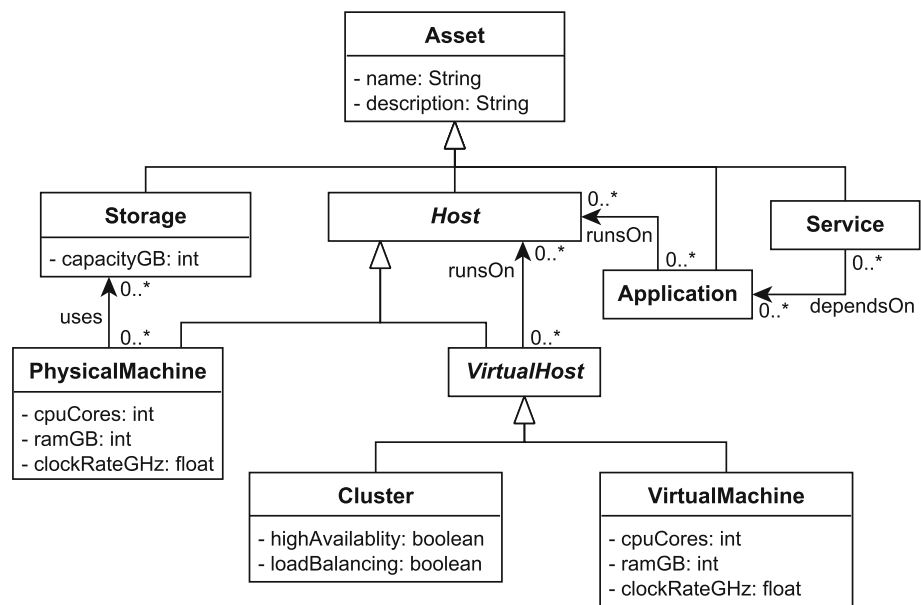 Asset
- name: String
- description: String
Storage
- capacityGB: int
Host
0..*
runsOn
0..*
Service
0..*
Application
0..*
dependsOn
0..*
uses
0..*
runsOn
0..*
0..*
PhysicalMachine
- cpuCores: int
- ramGB: int
- clockRateGHz: float
VirtualHost
Cluster
- highAvailablity: boolean
- loadBalancing: boolean
VirtualMachine
- cpuCores: int
- ramGB: int
- clockRateGHz: float